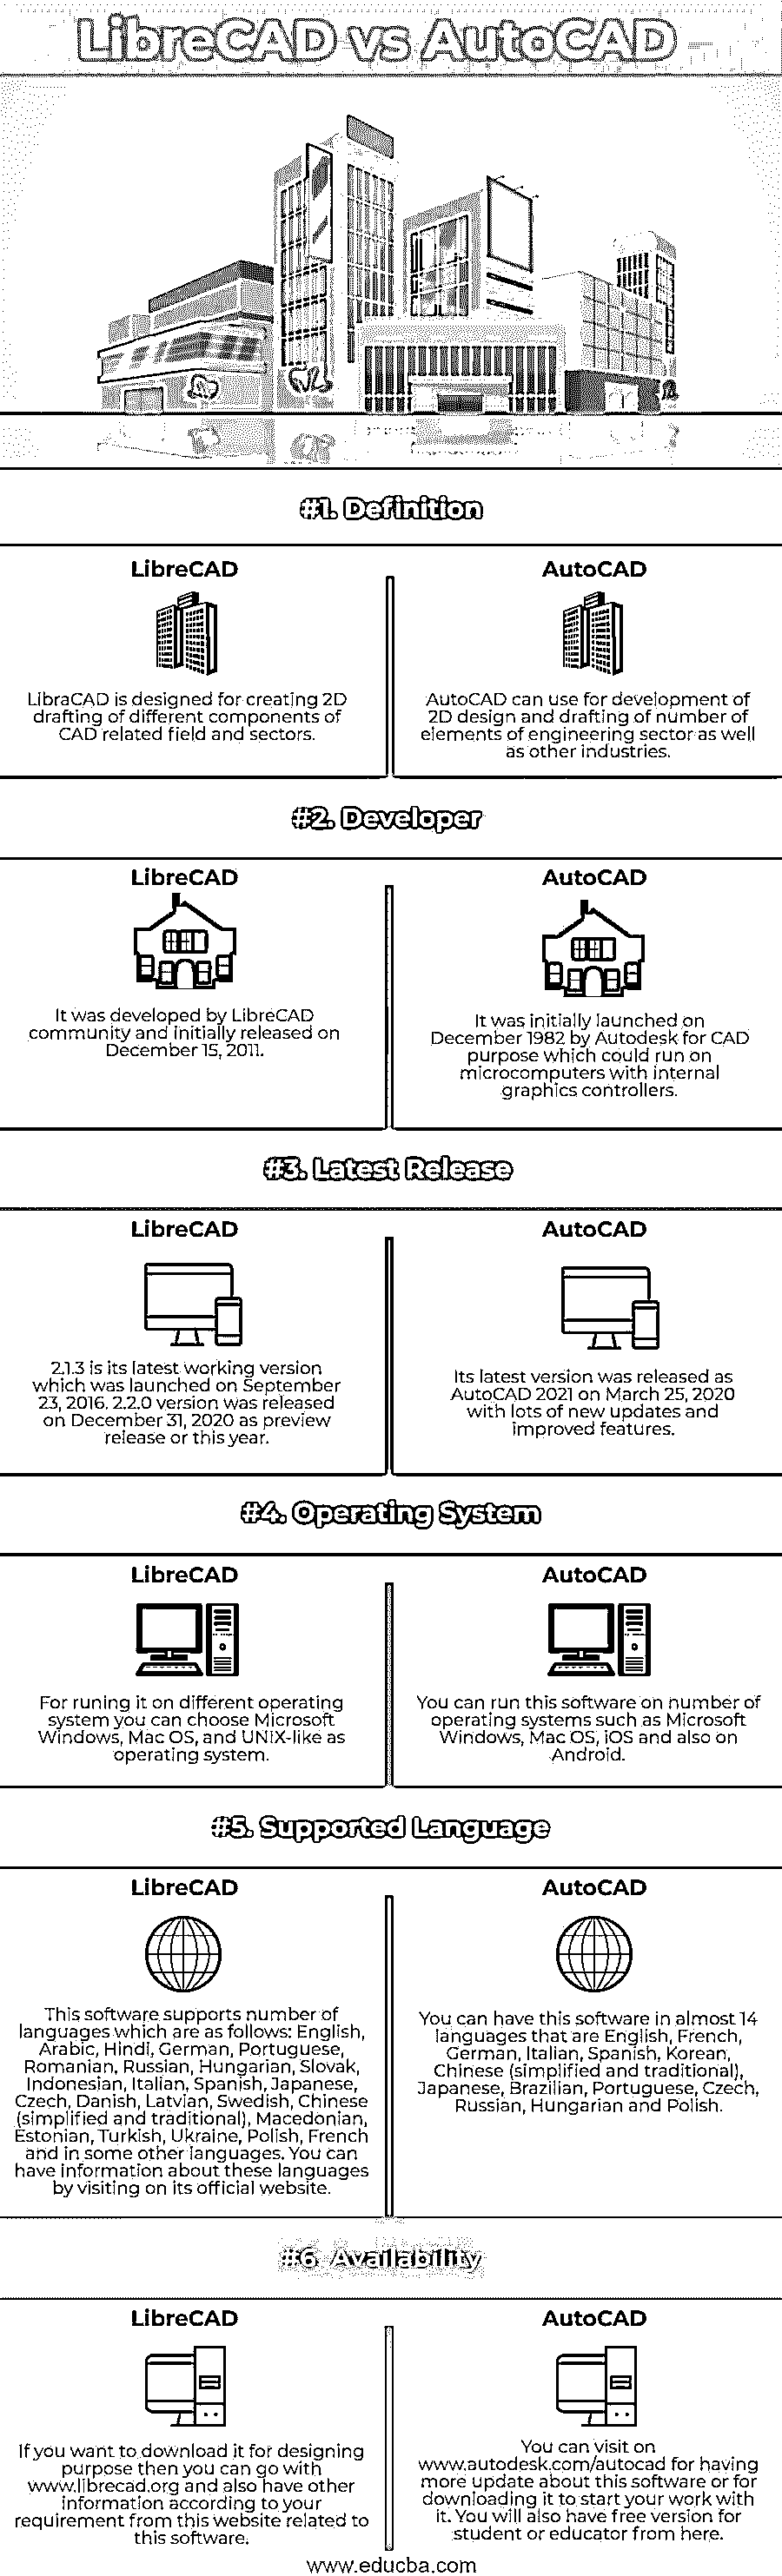 LibreCAD vs AutoCAD
#1. Definition
LibreCAD
LibraCAD is designed for creating 2D
drafting of different components of
CAD related field and sectors.
AutoCAD
AutoCAD can use for development of
2D design and drafting of number of
elements of engineering sector as well
as other industries.
#2. Developer
LibreCAD
It was developed by LibreCAD
community and initially released on
December 15, 2011.
AutoCAD
It was initially launched on
December 1982 by Autodesk for CAD
purpose which could run on
microcomputers with internal
graphics controllers.
#3. Latest Release
LibreCAD
2.1.3 is its latest working version
which was launched on September
23, 2016. 2.2.0 version was released
on December 31, 2020 as preview
release or this year.
AutoCAD
Its latest version was released as
AutoCAD 2021 on March 25, 2020
with lots of new updates and
improved features.
#4. Operating System
LibreCAD
For runing it on different operating
system you can choose Microsoft
Windows, Mac OS, and UNIX-like as
operating system.
AutoCAD
You can run this software on number of
operating systems such as Microsoft
Windows, Mac OS, iOS and also on
Android.
#5. Supported Language
LibreCAD
This software supports number of
languages which are as follows: English,
Arabic, Hindi, German, Portuguese,
Romanian, Russian, Hungarian, Slovak,
Indonesian, Italian, Spanish, Japanese,
Czech, Danish, Latvian, Swedish, Chinese
(simplified and traditional), Macedonian,
Estonian, Turkish, Ukraine, Polish, French
and in some other languages. You can
have information about these languages
by visiting on its official website.
AutoCAD
You can have this software in almost 14
languages that are English, French,
German, Italian, Spanish, Korean,
Chinese (simplified and traditional),
Japanese, Brazilian, Portuguese, Czech,
Russian, Hungarian and Polish.
#6 Availability
LibreCAD
If you want to download it for designing
purpose then you can go with
www.librecad.org and also have other
information according to your
requirement from this website related to
this software.
AutoCAD
You can visit on
www.autodesk.com/autocad for having
more update about this software or for
downloading it to start your work with
it. You will also have free version for
student or educator from here.
www.educba.com